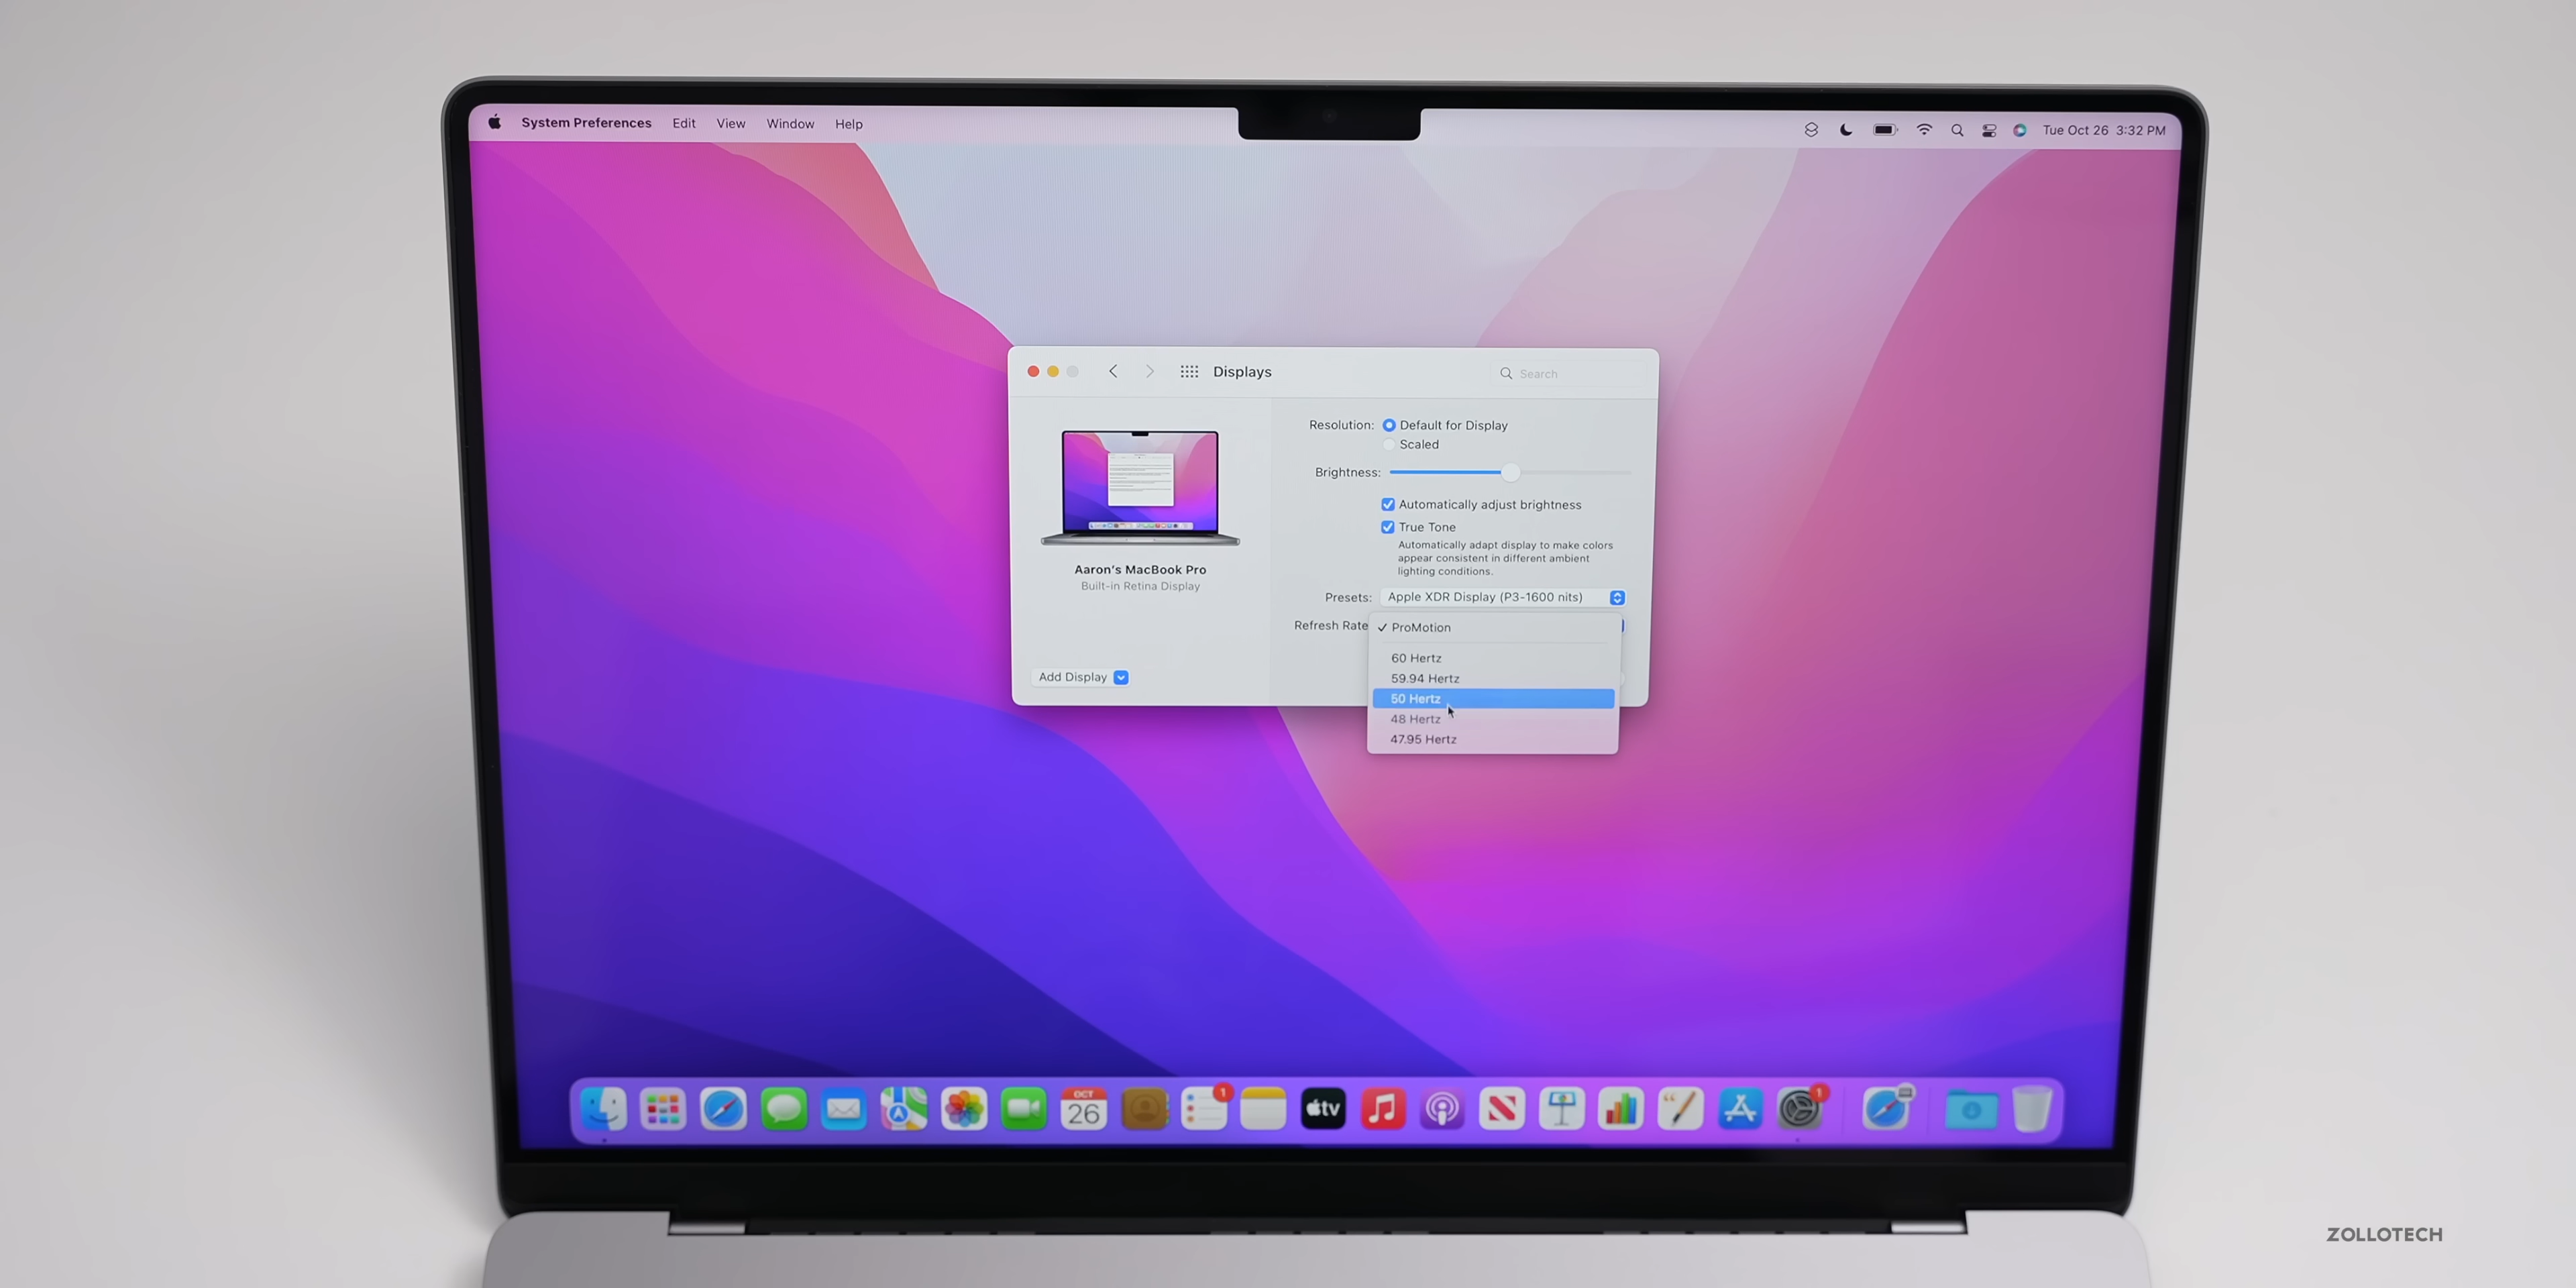 System Preferences Edit View Window Help
Tue Oct 26 3:32 PM
Displays
Search
Resolution: Default for Display
Scaled
Brightness:
Automatically adjust brightness
True Tone
Automatically adapt display to make colors
appear consistent in different ambient
lighting conditions.
Aaron's MacBook Pro
Built-in Retina Display
Presets: Apple XDR Display (P3-1600 nits)
Refresh Rate ✓ ProMotion
60 Hertz
59.94 Hertz
50 Hertz
48 Hertz
47.95 Hertz
Add Display
OCT
26
1
tv
1
ZOLLOTECH